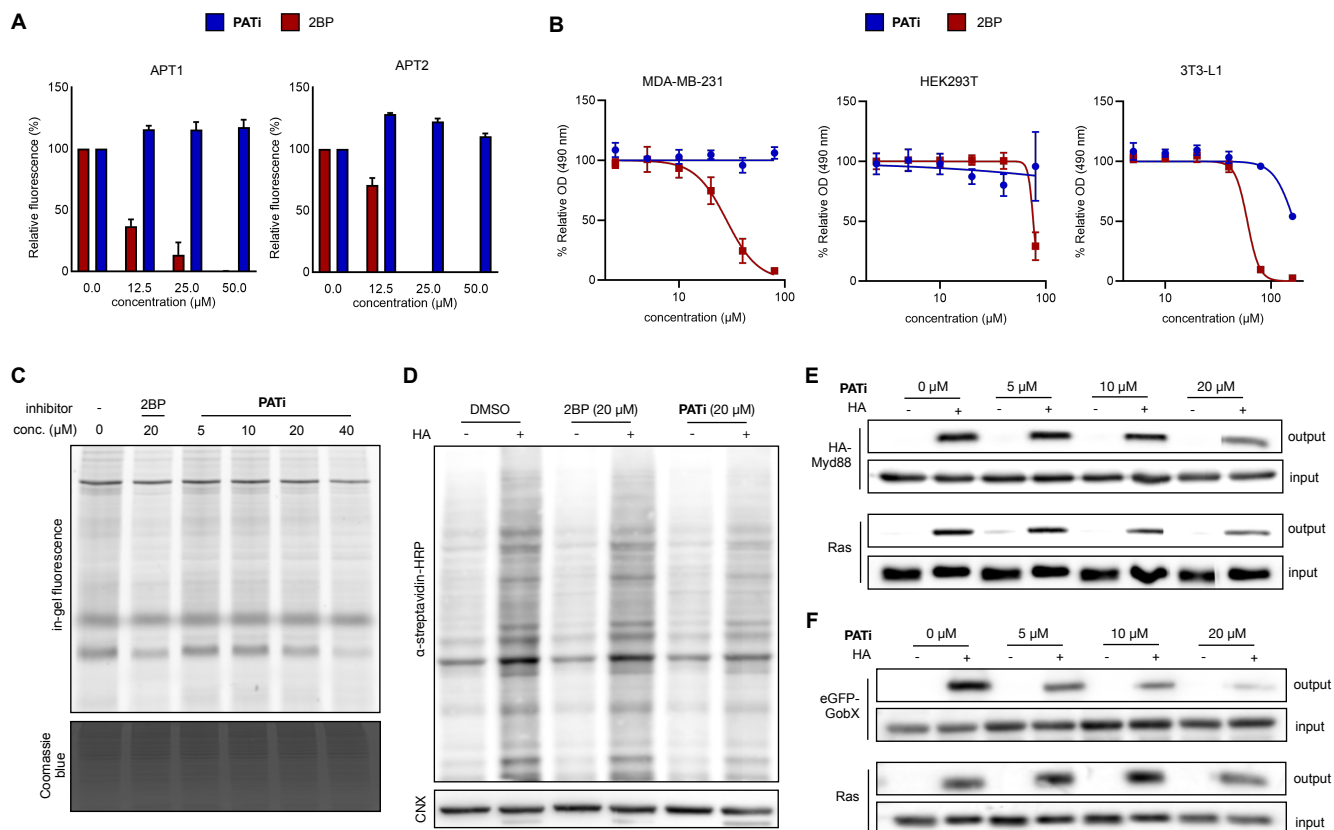 A
PATi 2BP
APT1
Relative fluorescence (%)
150
100
50
0
0.0 12.5 25.0 50.0
concentration (µM)
APT2
Relative fluorescence (%)
150
100
50
0
0.0 12.5 25.0 50.0
concentration (µM)
B
PATi 2BP
MDA-MB-231
% Relative OD (490 nm)
150
100
50
0
10 100
concentration (µM)
HEK293T
% Relative OD (490 nm)
150
100
50
0
10 100
concentration (µM)
3T3-L1
% Relative OD (490 nm)
150
100
50
0
10 100
concentration (µM)
C
inhibitor - 2BP PATi
conc. (µM) 0 20 5 10 20 40
in-gel fluorescence
Coomassie
blue
D
DMSO 2BP (20 µM) PATi (20 µM)
HA - + - + - +
α-streptavidin-HRP
CNX
E
PATi 0 µM 5 µM 10 µM 20 µM
HA - + - + - + - +
HA-
Myd88
output
input
Ras
output
input
F
PATi 0 µM 5 µM 10 µM 20 µM
HA - + - + - + - +
eGFP-
GobX
output
input
Ras
output
input